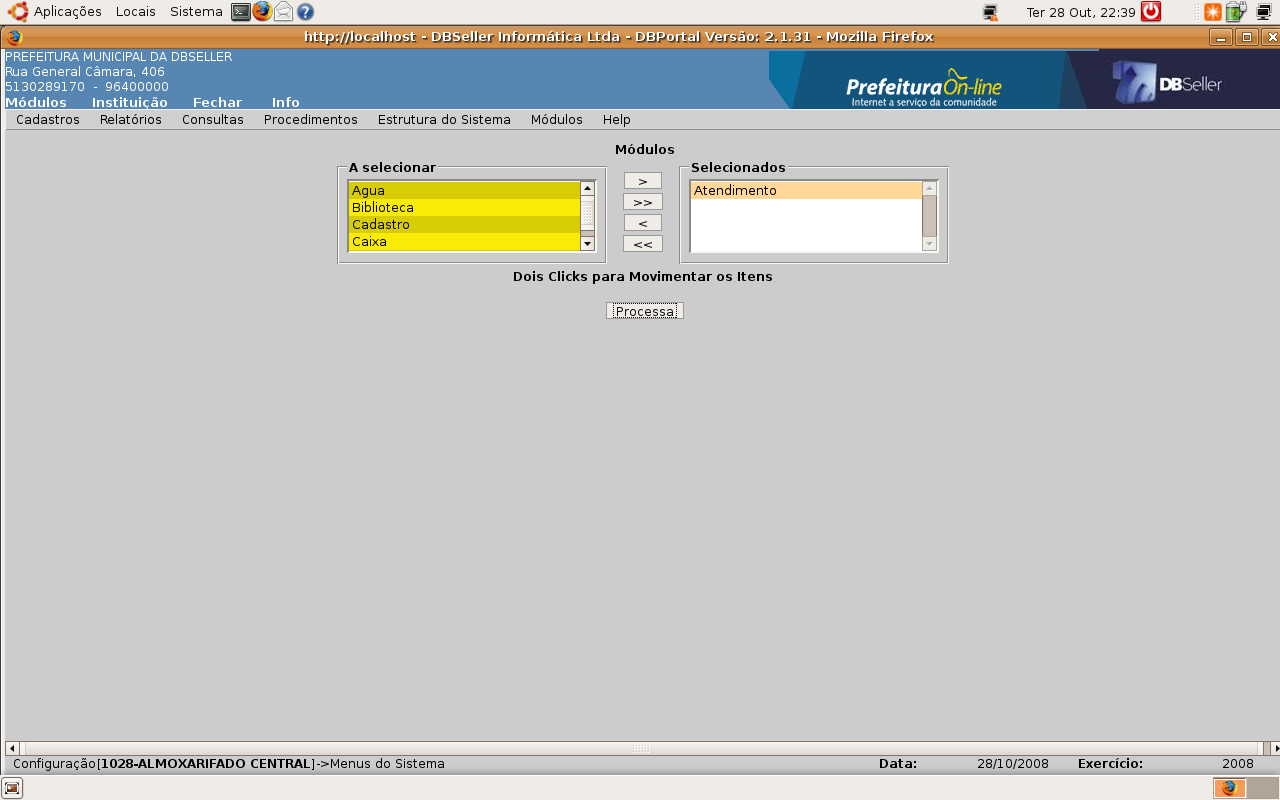 Aplicações Locais Sistema Ter 28 Out, 22:39
http://localhost - DBSeller Informática Ltda - DBPortal Versão: 2.1.31 - Mozilla Firefox
PREFEITURA MUNICIPAL DA DBSELLER
Rua General Câmara, 406
5130289170 - 96400000
PrefeituraOn-line
Internet a serviço da comunidade
DBSeller
Módulos Instituição Fechar Info
Cadastros Relatórios Consultas Procedimentos Estrutura do Sistema Módulos Help
Módulos
A selecionar
Agua
Biblioteca
Cadastro
Caixa
>
>>
<
<<
Selecionados
Atendimento
Dois Clicks para Movimentar os Itens
Processa
Configuração[1028-ALMOXARIFADO CENTRAL]->Menus do Sistema Data: 28/10/2008 Exercício: 2008